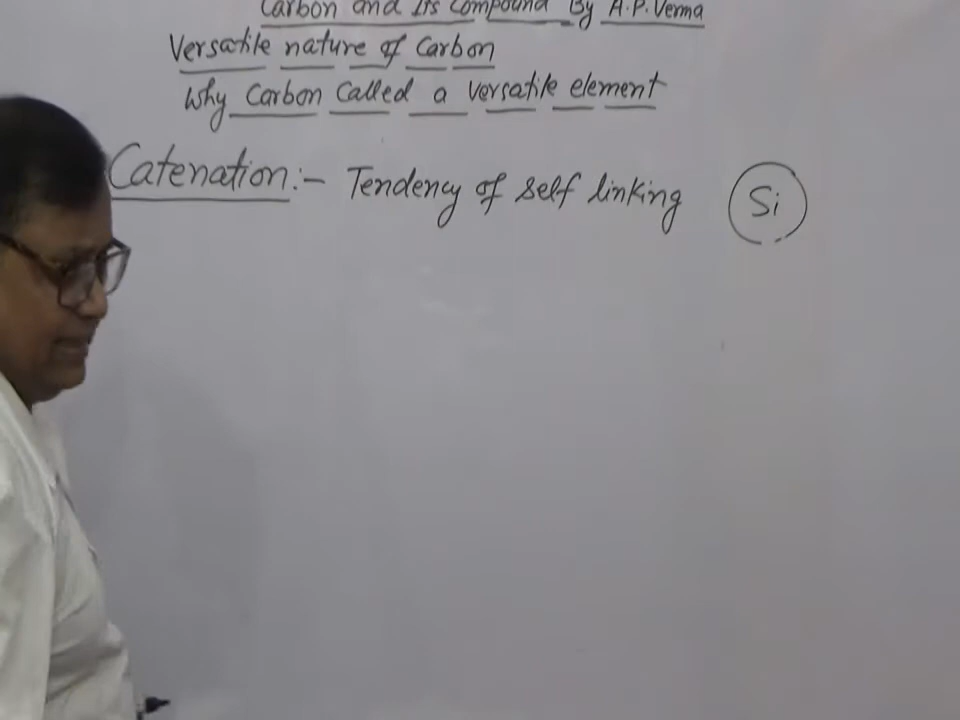 Carbon and Its Compound By A.P. Verma
Versatile nature of Carbon
Why Carbon Called a versatile element
Catenation:- Tendency of self linking Si